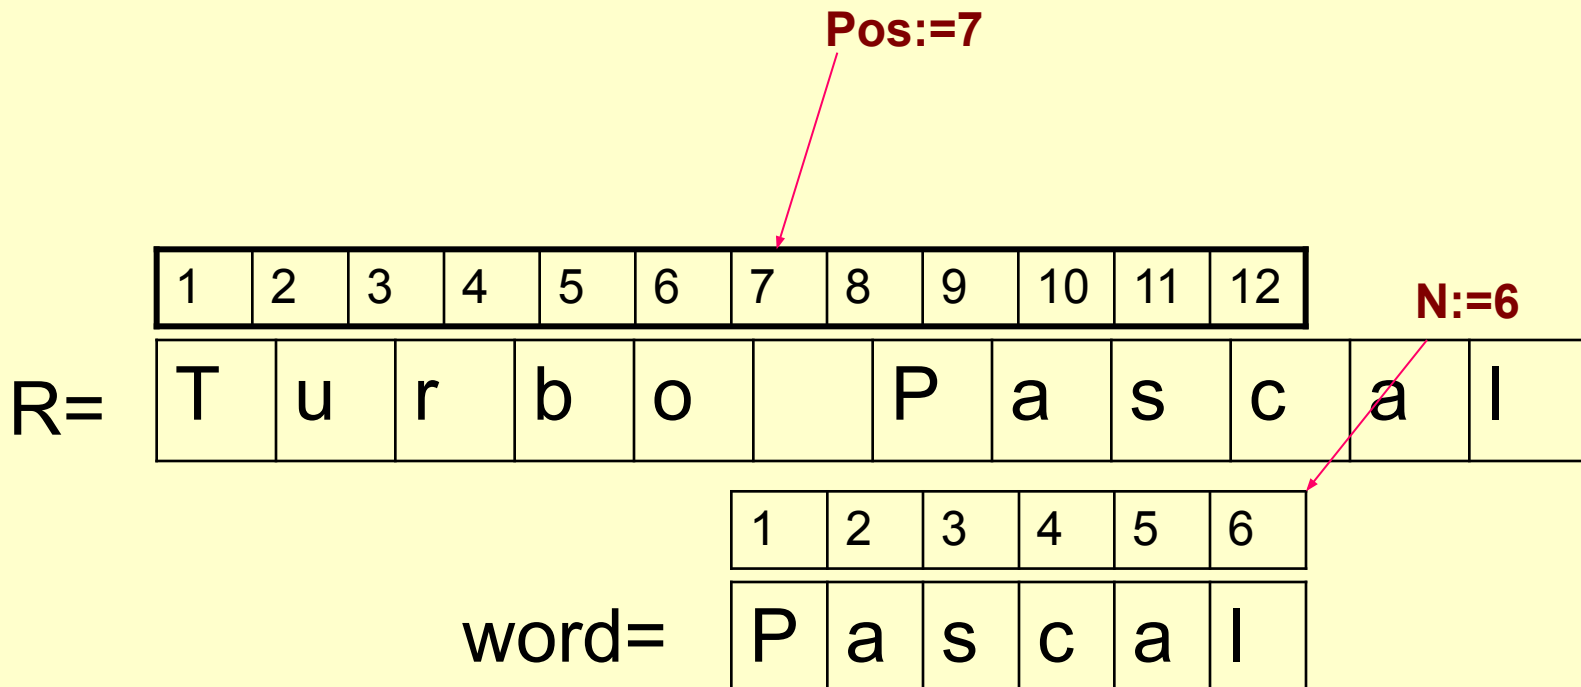 Pos:=7
1 2 3 4 5 6 7 8 9 10 11 12
N:=6
R= T u r b o P a s c a l
1 2 3 4 5 6
word= P a s c a l